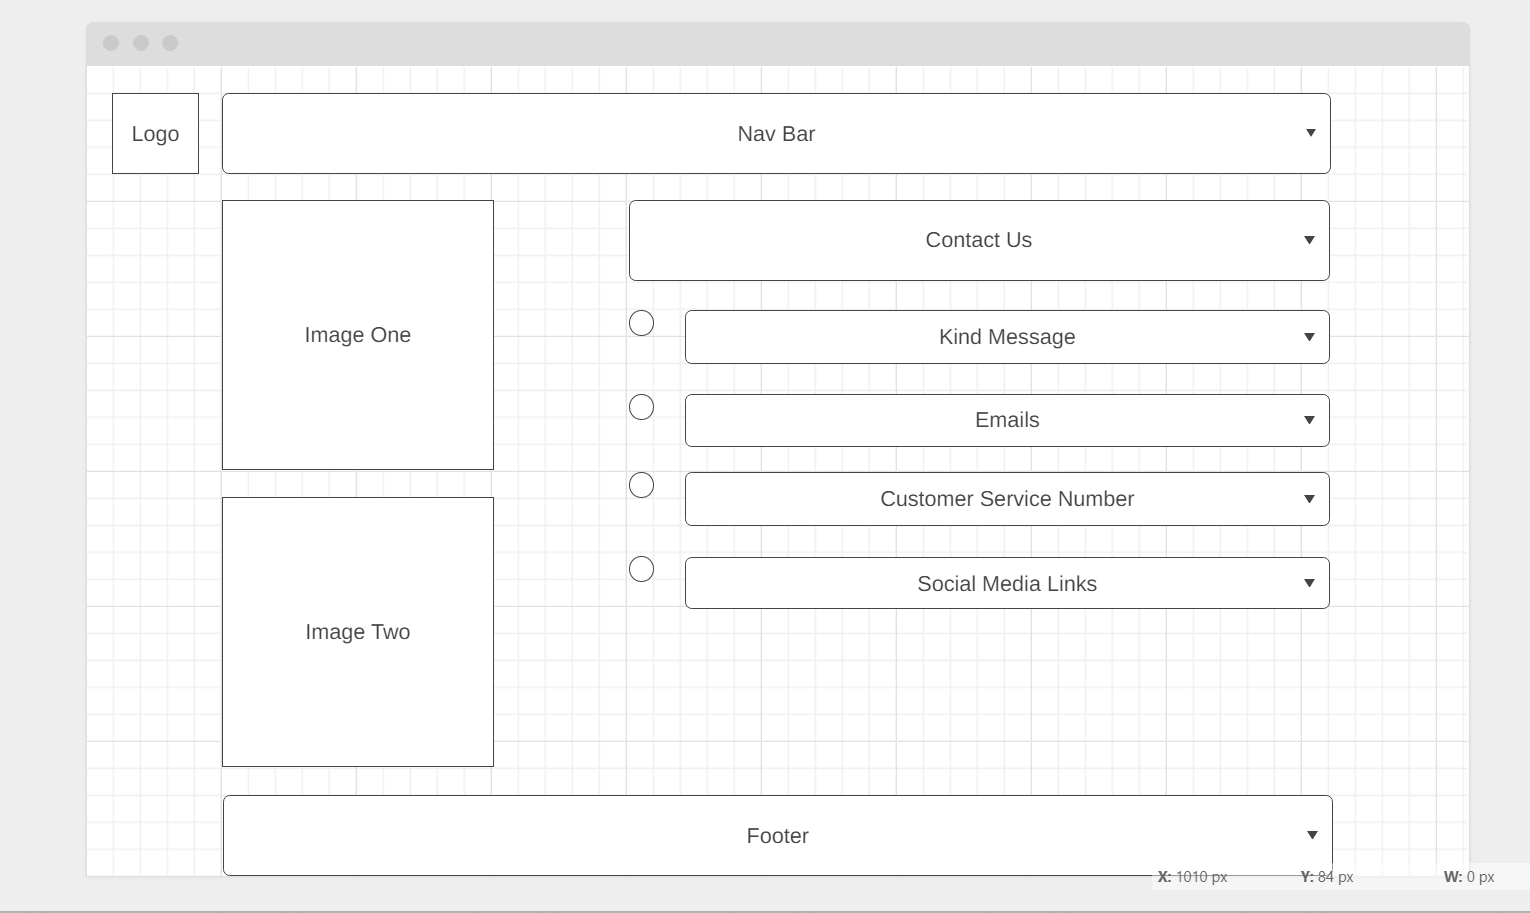 Logo
Nav Bar
Contact Us
Image One
Kind Message
Emails
Customer Service Number
Social Media Links
Image Two
Footer
X: 1010 px Y: 84 px W: 0 px